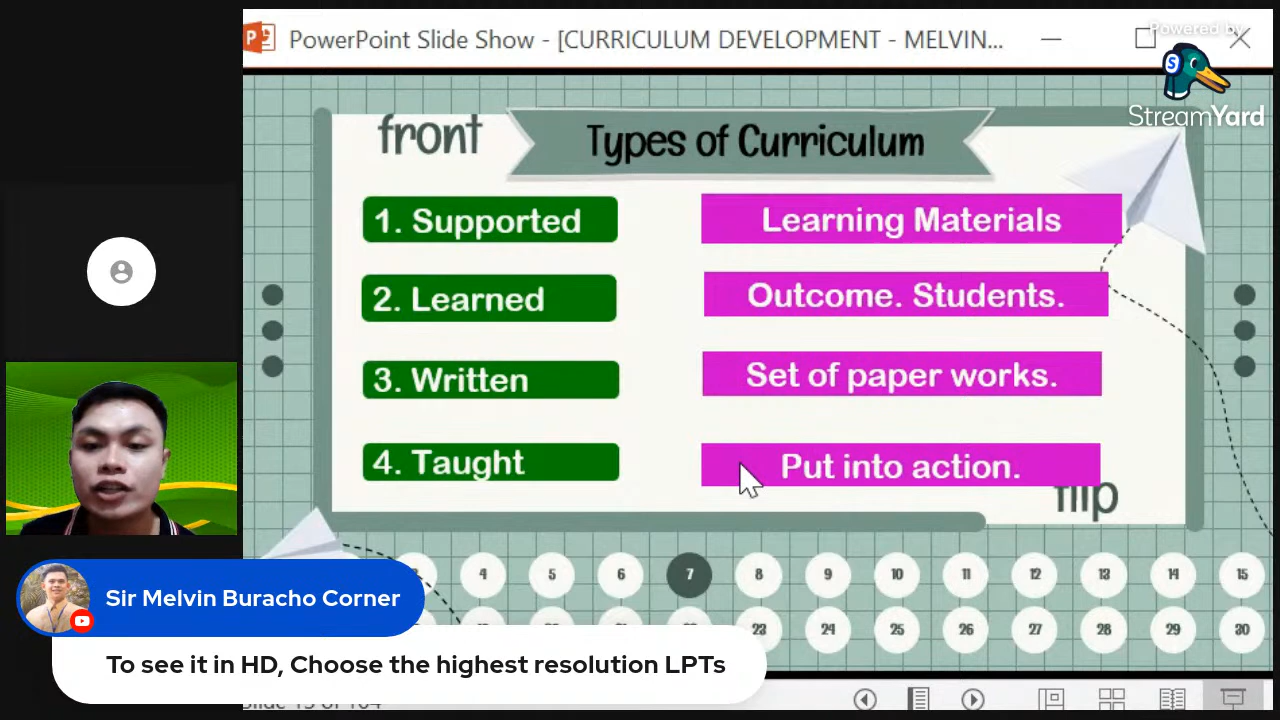 PowerPoint Slide Show - [CURRICULUM DEVELOPMENT - MELVIN...
Powered by
StreamYard
front
Types of Curriculum
1. Supported
Learning Materials
2. Learned
Outcome. Students.
3. Written
Set of paper works.
4. Taught
Put into action.
flip
4 5 6 7 8 9 10 11 12 13 14 15
23 24 25 26 27 28 29 30
Sir Melvin Buracho Corner
To see it in HD, Choose the highest resolution LPTs